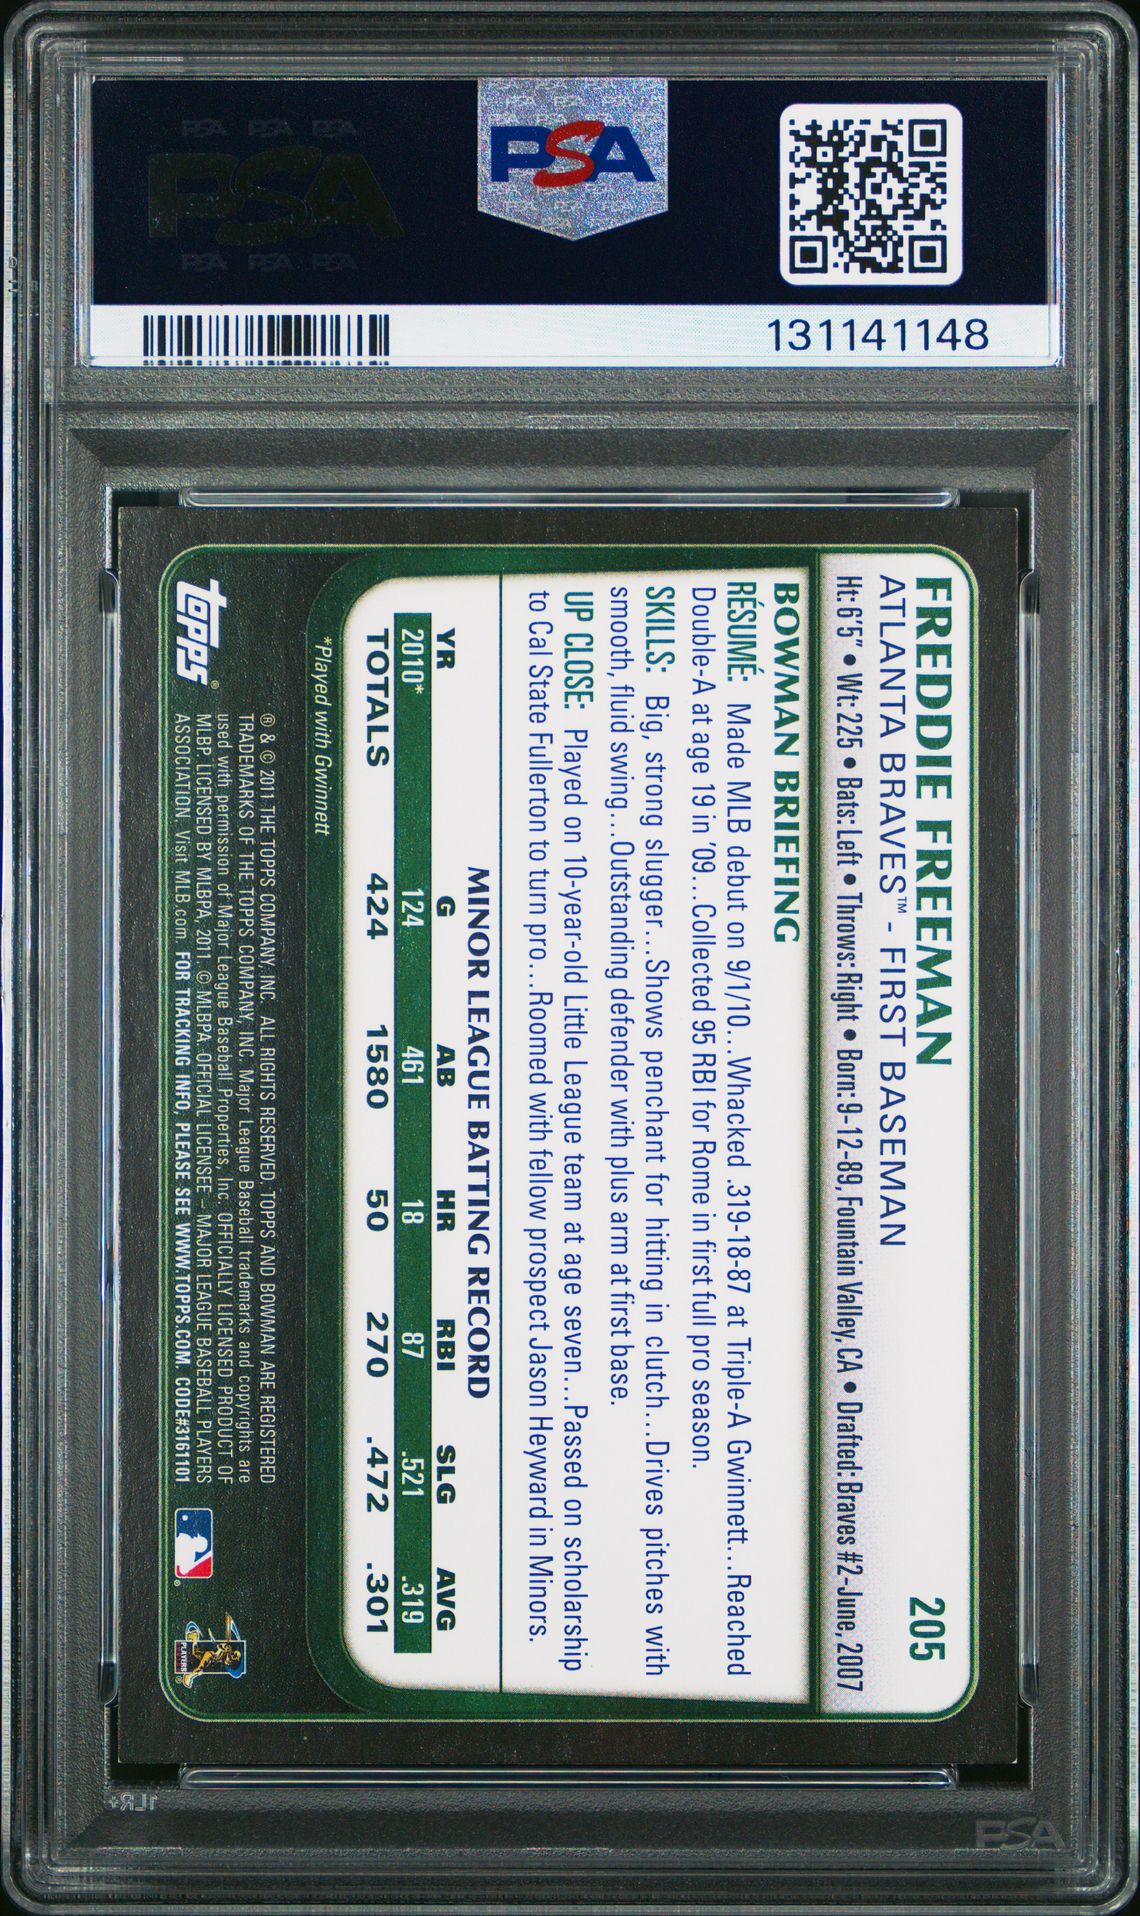 PSA PSA PSA
PSA
PSA PSA PSA
PSA
131141148
FREDDIE FREEMAN
205
ATLANTA BRAVES™ - FIRST BASEMAN
Ht: 6'5" • Wt: 225 • Bats: Left • Throws: Right • Born: 9-12-89, Fountain Valley, CA • Drafted: Braves #2-June, 2007
BOWMAN BRIEFING
RÉSUMÉ: Made MLB debut on 9/1/10...Whacked .319-18-87 at Triple-A Gwinnett...Reached
Double-A at age 19 in '09...Collected 95 RBI for Rome in first full pro season.
SKILLS: Big, strong slugger...Shows penchant for hitting in clutch...Drives pitches with
smooth, fluid swing...Outstanding defender with plus arm at first base.
UP CLOSE: Played on 10-year-old Little League team at age seven...Passed on scholarship
to Cal State Fullerton to turn pro...Roomed with fellow prospect Jason Heyward in Minors.
MINOR LEAGUE BATTING RECORD
YR G AB HR RBI SLG AVG
2010* 124 461 18 87 .521 .319
TOTALS 424 1580 50 270 .472 .301
*Played with Gwinnett
topps®
® & © 2011 THE TOPPS COMPANY, INC. ALL RIGHTS RESERVED. TOPPS AND BOWMAN ARE REGISTERED
TRADEMARKS OF THE TOPPS COMPANY, INC. Major League Baseball trademarks and copyrights are
used with permission of Major League Baseball Properties, Inc. OFFICIALLY LICENSED PRODUCT OF
MLBP. LICENSED BY MLBPA, 2011. © MLBPA. OFFICIAL LICENSEE – MAJOR LEAGUE BASEBALL PLAYERS
ASSOCIATION. Visit MLB.com. FOR TRACKING INFO, PLEASE SEE WWW.TOPPS.COM CODE#3161101
PLAYERS
1LR+
PSA